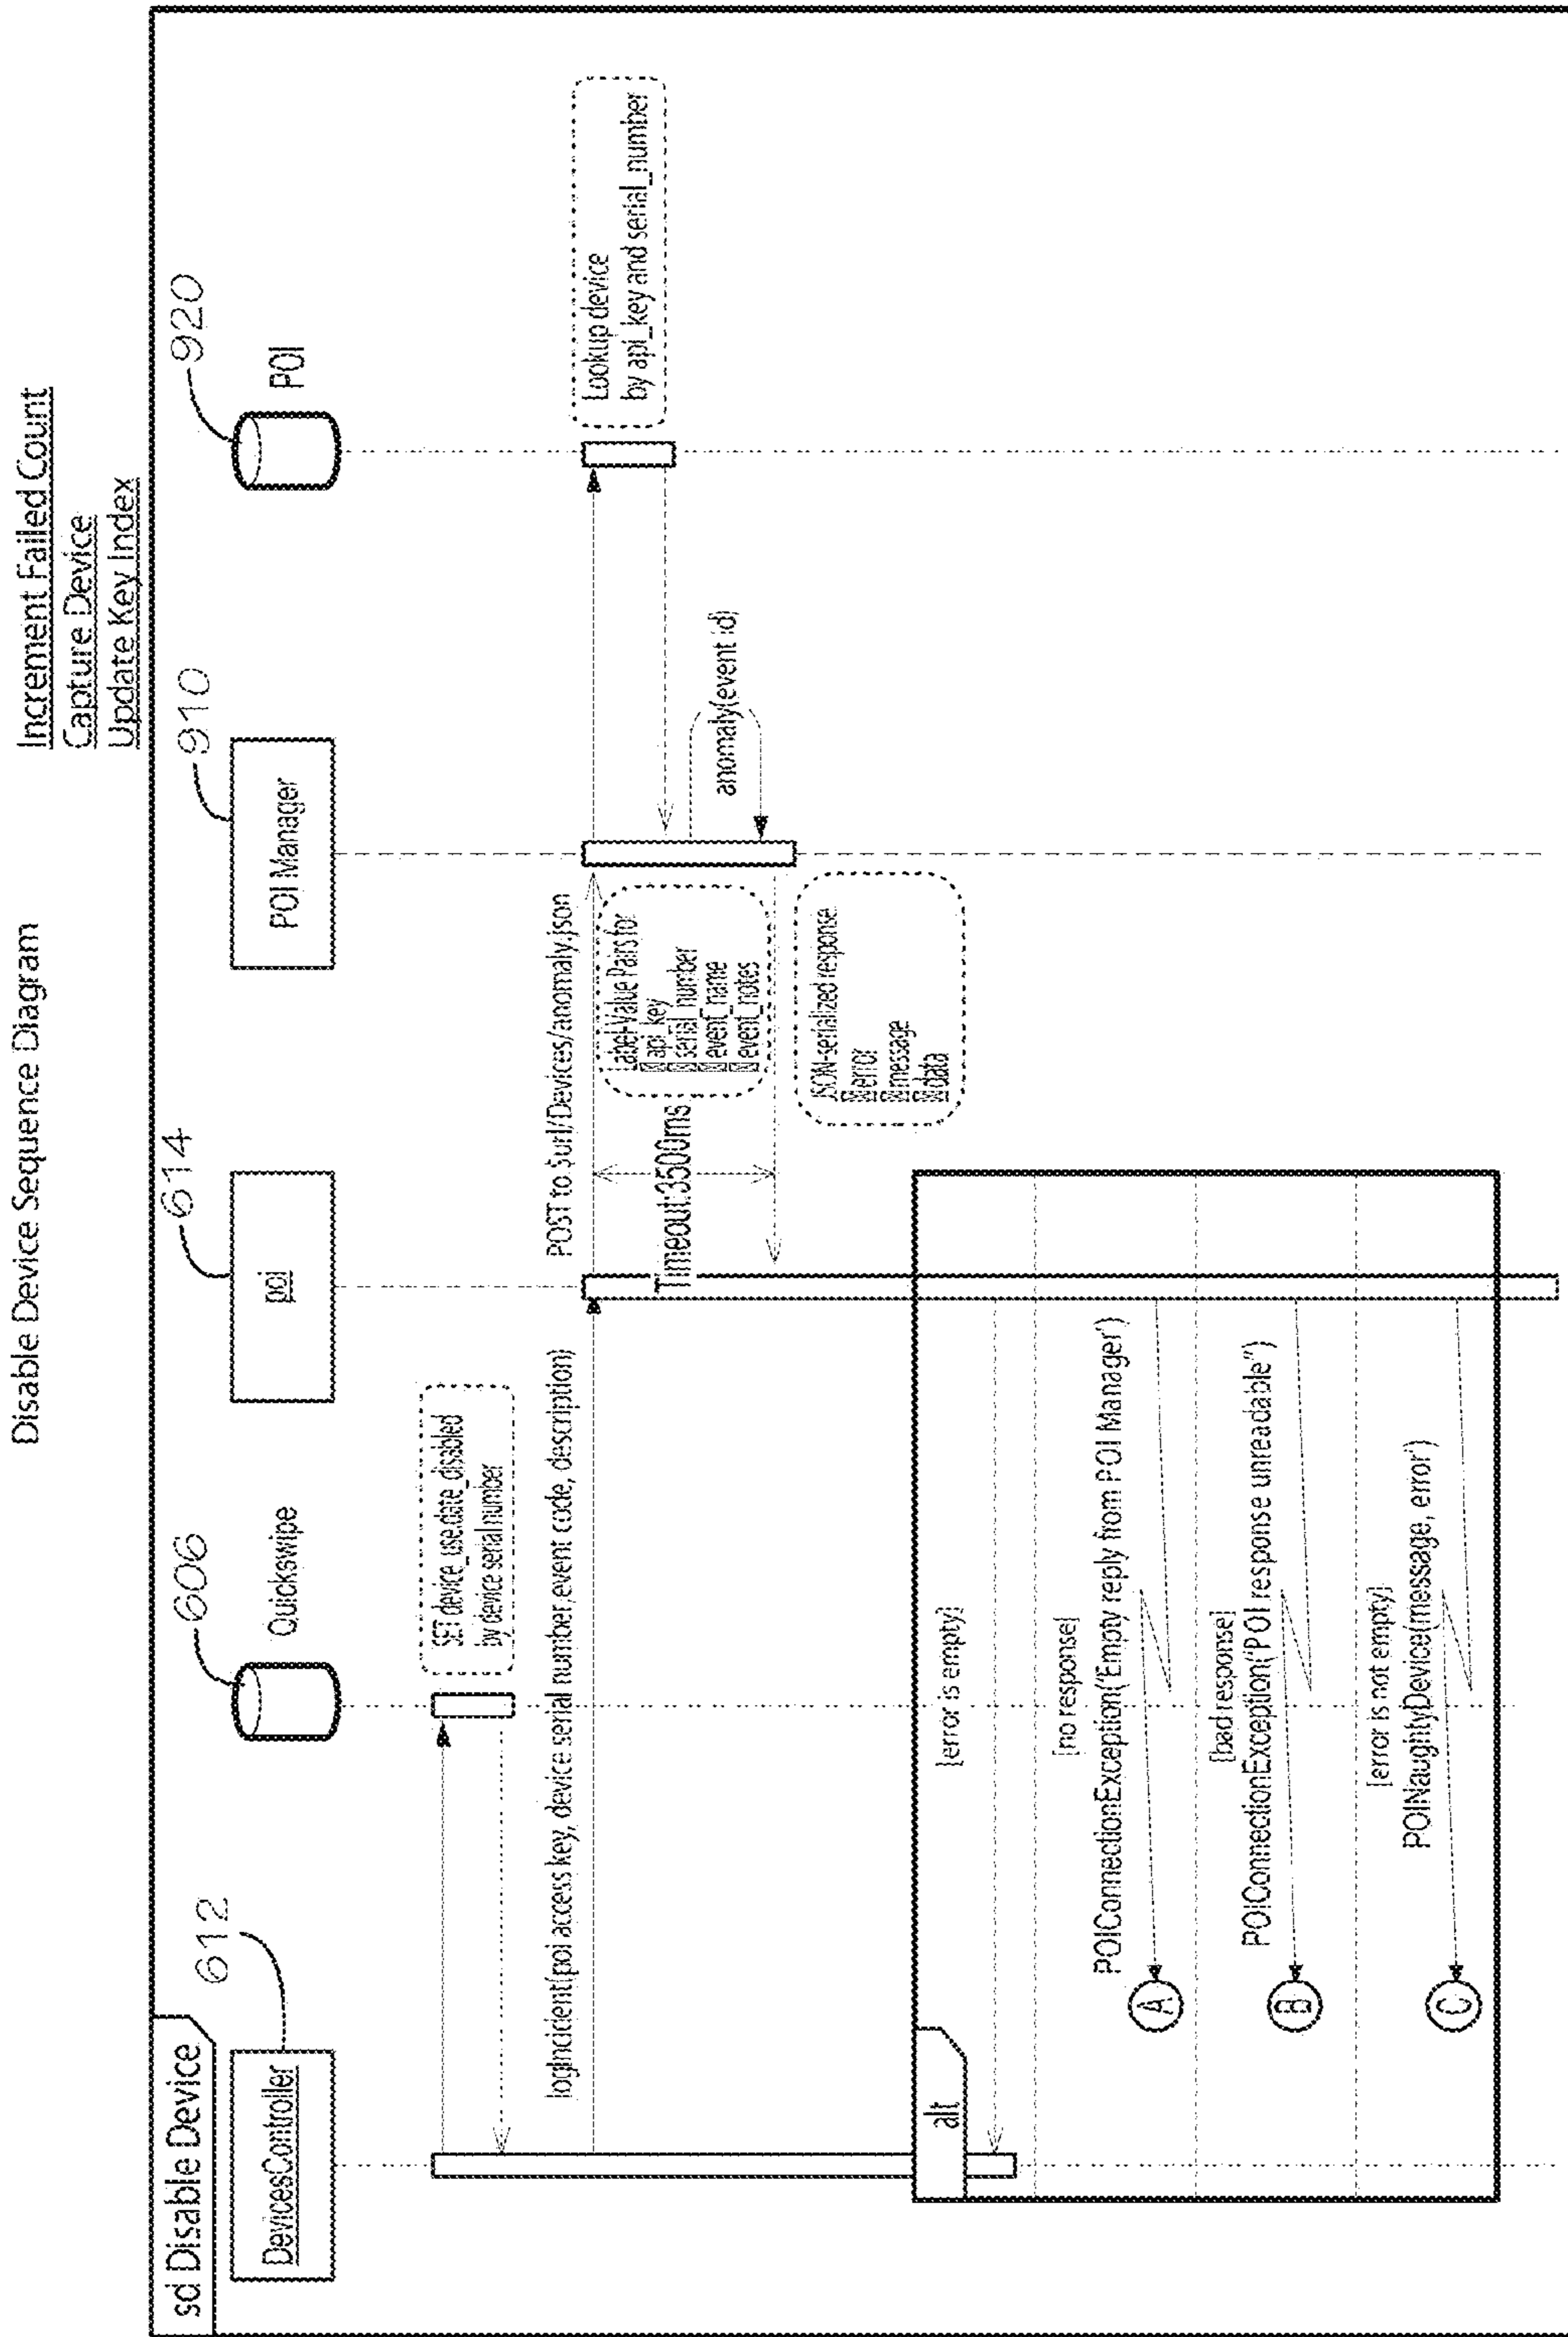 Disable Device Sequence Diagram
Increment Failed Count
Capture Device
Update Key Index
sd Disable Device
612
606
614
910
920
DevicesController
Quickswipe
poi
POI Manager
POI
SET device_use.date_disabled
by device serial number
logIncident(poi access key, device serial number, event code, description)
POST to $url/Devices/anomaly.json
Lookup device
by api_key and serial_number
Label-Value Pairs for
api_key
serial_number
event_name
event_notes
anomaly(event id)
Timeout:3500ms
JSON-serialized response
error
message
data
alt
[error is empty]
[no response]
POIConnectionException('Empty reply from POI Manager')
A
[bad response]
POIConnectionException('POI response unreadable")
B
[error is not empty]
POINaughtyDevice(message, error')
C